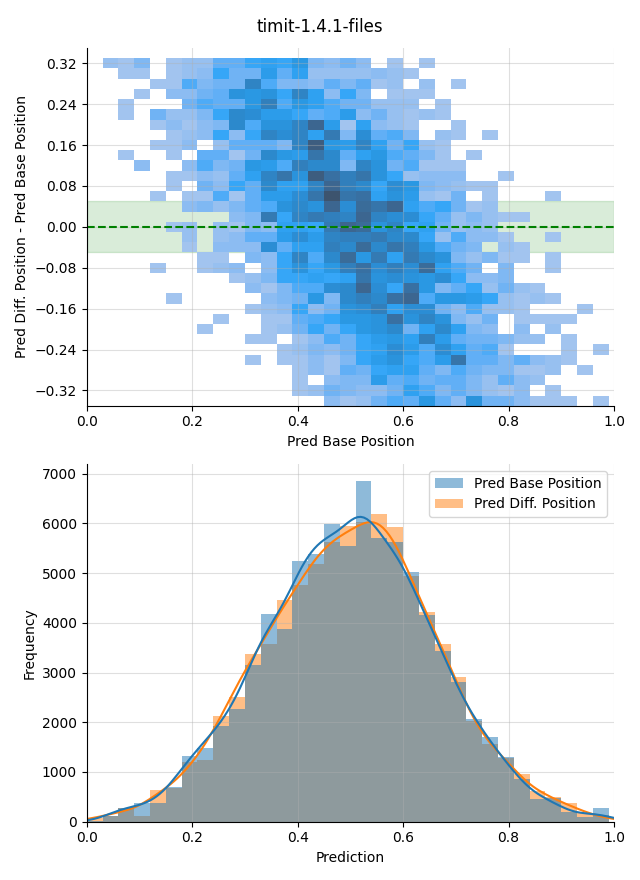 timit-1.4.1-files
Pred Diff. Position - Pred Base Position
0.32
0.24
0.16
0.08
0.00
−0.08
−0.16
−0.24
−0.32
0.0 0.2 0.4 0.6 0.8 1.0
Pred Base Position
Frequency
7000
6000
5000
4000
3000
2000
1000
0
Pred Base Position
Pred Diff. Position
0.0 0.2 0.4 0.6 0.8 1.0
Prediction